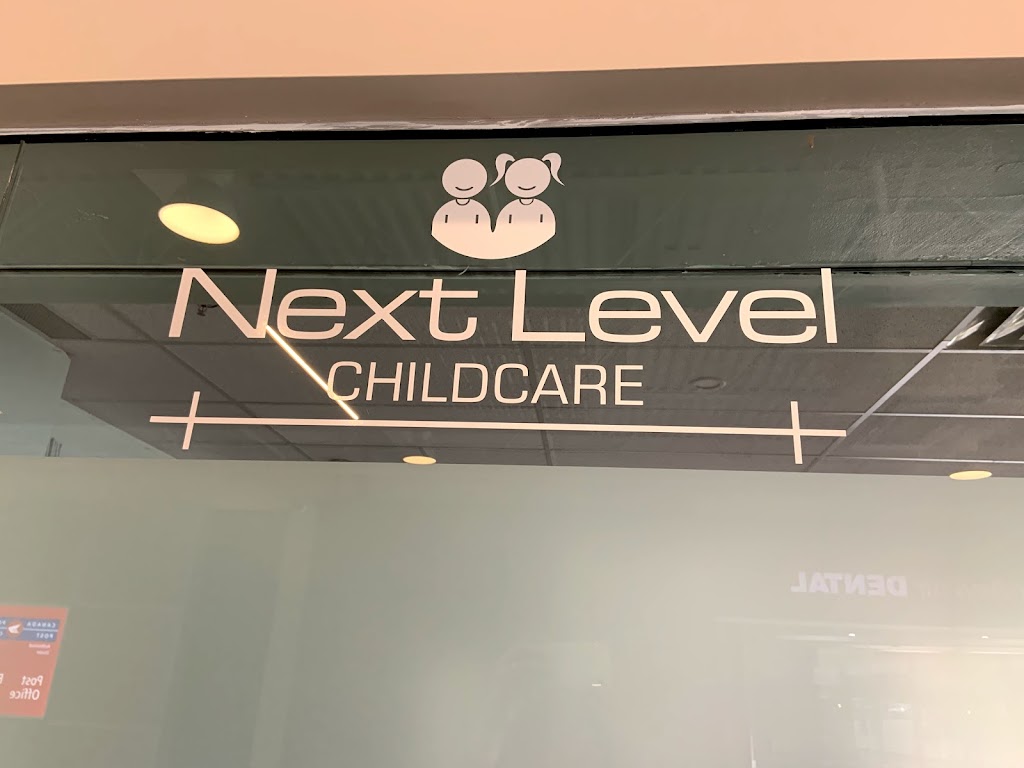 Next Level
CHILDCARE
DENTAL
CANADA
POST
Post
Office